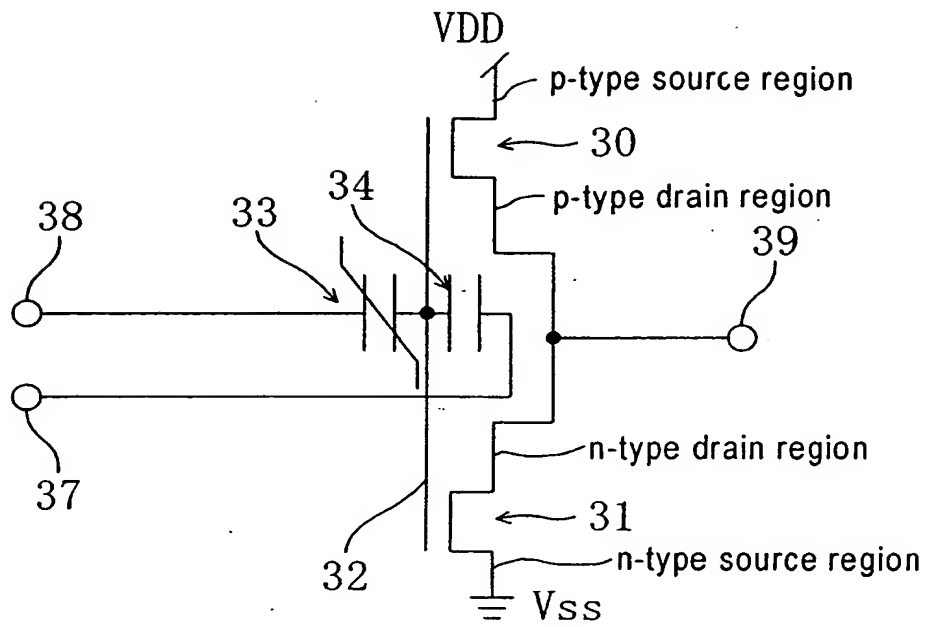 VDD
p-type source region
30
34
p-type drain region
38
33
39
37
n-type drain region
31
32
n-type source region
Vss